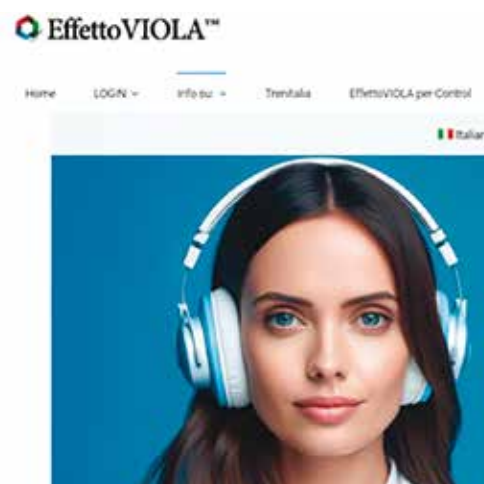 EffettoVIOLA™
Home LOGIN Info su: Trenitalia EffettoVIOLA per Control
Italian